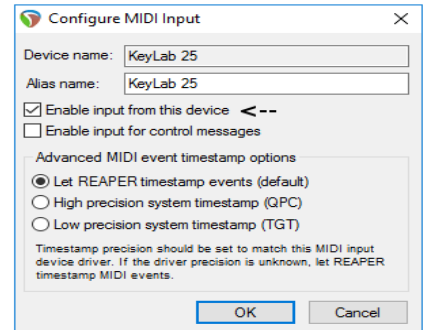 Configure MIDI Input
Device name: KeyLab 25
Alias name: KeyLab 25
Enable input from this device <--
Enable input for control messages
Advanced MIDI event timestamp options
Let REAPER timestamp events (default)
High precision system timestamp (QPC)
Low precision system timestamp (TGT)
Timestamp precision should be set to match this MIDI input
device driver. If the driver precision is unknown, let REAPER
timestamp MIDI events.
OK Cancel